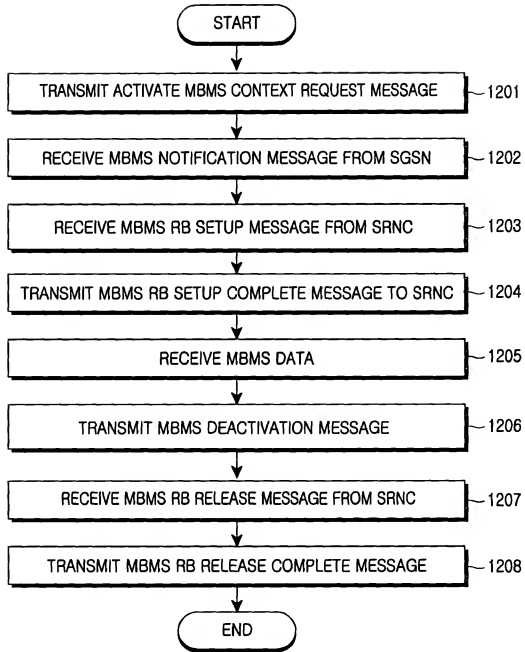 START
TRANSMIT ACTIVATE MBMS CONTEXT REQUEST MESSAGE 1201
RECEIVE MBMS NOTIFICATION MESSAGE FROM SGSN 1202
RECEIVE MBMS RB SETUP MESSAGE FROM SRNC 1203
TRANSMIT MBMS RB SETUP COMPLETE MESSAGE TO SRNC 1204
RECEIVE MBMS DATA 1205
TRANSMIT MBMS DEACTIVATION MESSAGE 1206
RECEIVE MBMS RB RELEASE MESSAGE FROM SRNC 1207
TRANSMIT MBMS RB RELEASE COMPLETE MESSAGE 1208
END